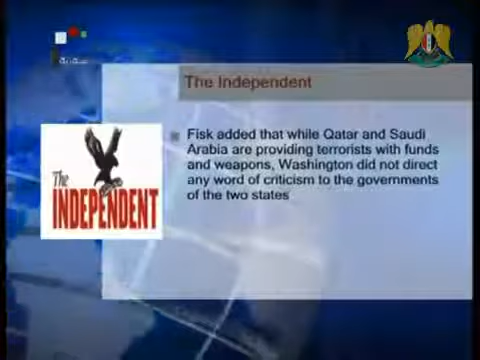 سورية
The Independent
Fisk added that while Qatar and Saudi
Arabia are providing terrorists with funds
and weapons, Washington did not direct
any word of criticism to the governments
of the two states
The
INDEPENDENT